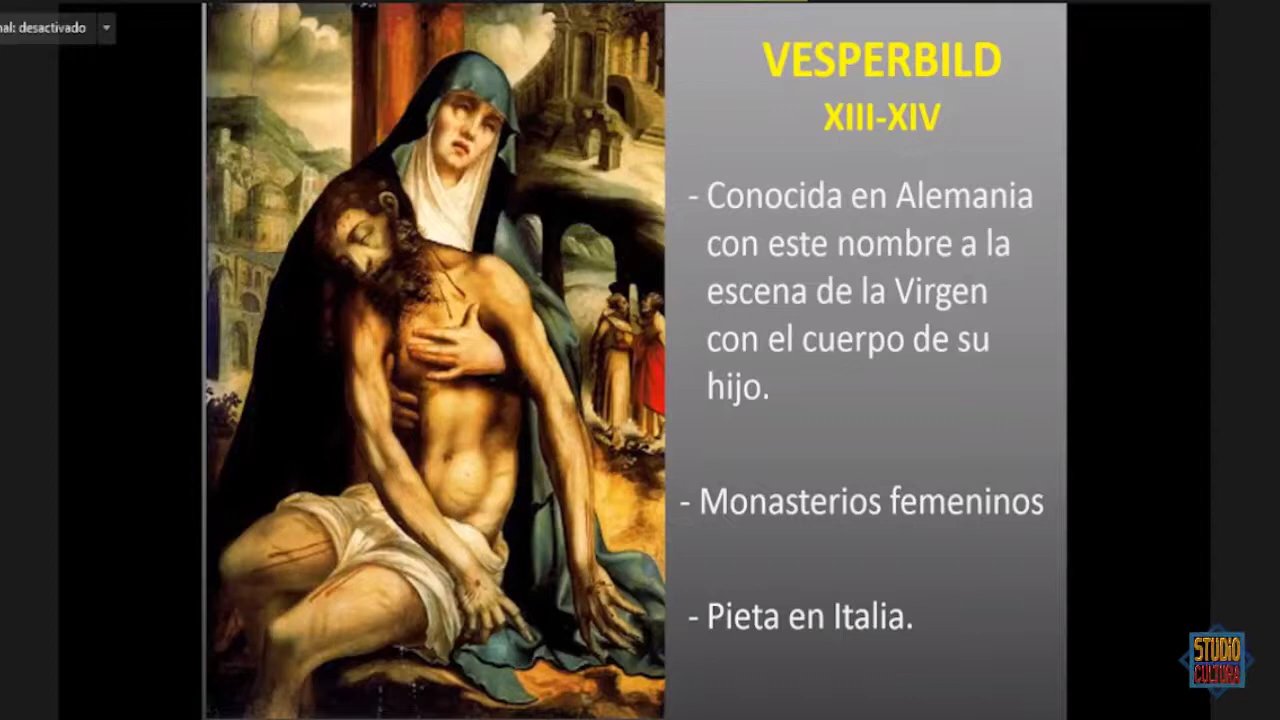 nal: desactivado
VESPERBILD
XIII-XIV
- Conocida en Alemania
con este nombre a la
escena de la Virgen
con el cuerpo de su
hijo.
- Monasterios femeninos
- Pieta en Italia.
STUDIO
CULTURA